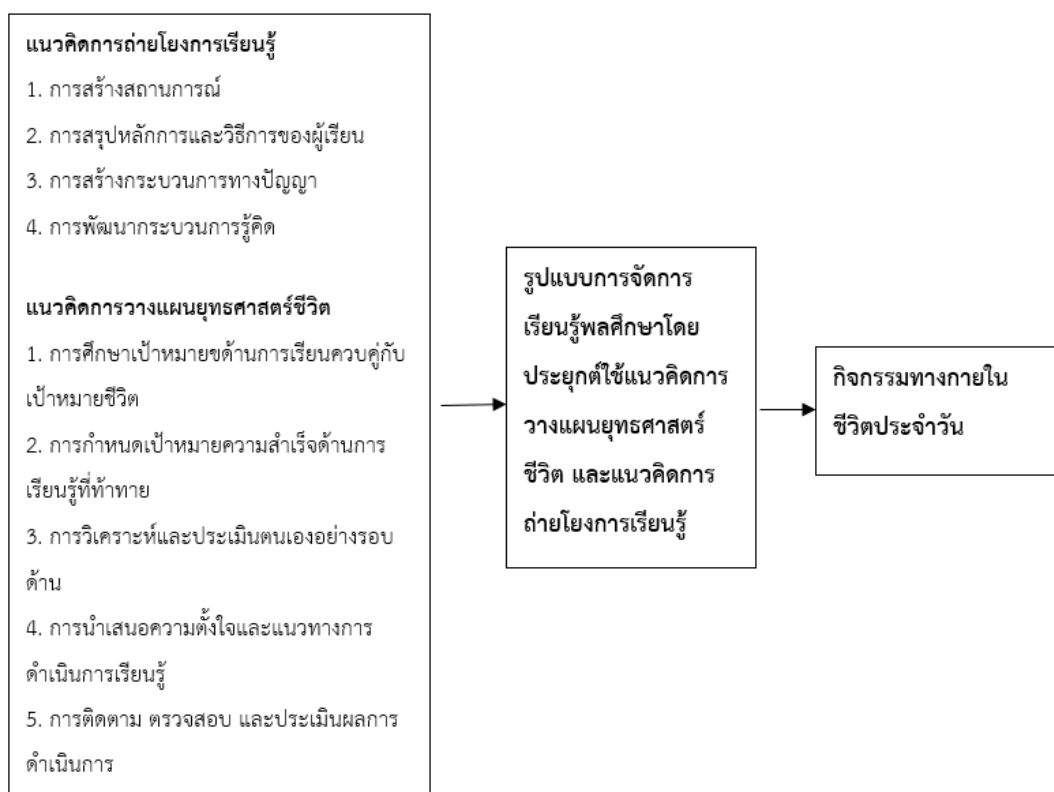 แนวคิดการถ่ายโยงการเรียนรู้
1. การสร้างสถานการณ์
2. การสรุปหลักการและวิธีการของผู้เรียน
3. การสร้างกระบวนการทางปัญญา
4. การพัฒนากระบวนการรู้คิด
แนวคิดการวางแผนยุทธศาสตร์ชีวิต
1. การศึกษาเป้าหมายขด้านการเรียนควบคู่กับ
เป้าหมายชีวิต
2. การกำหนดเป้าหมายความสำเร็จด้านการ
เรียนรู้ที่ท้าทาย
3. การวิเคราะห์และประเมินตนเองอย่างรอบ
ด้าน
4. การนำเสนอความตั้งใจและแนวทางการ
ดำเนินการเรียนรู้
5. การติดตาม ตรวจสอบ และประเมินผลการ
ดำเนินการ
รูปแบบการจัดการ
เรียนรู้พลศึกษาโดย
ประยุกต์ใช้แนวคิดการ
วางแผนยุทธศาสตร์
ชีวิต และแนวคิดการ
ถ่ายโยงการเรียนรู้
กิจกรรมทางกายใน
ชีวิตประจำวัน